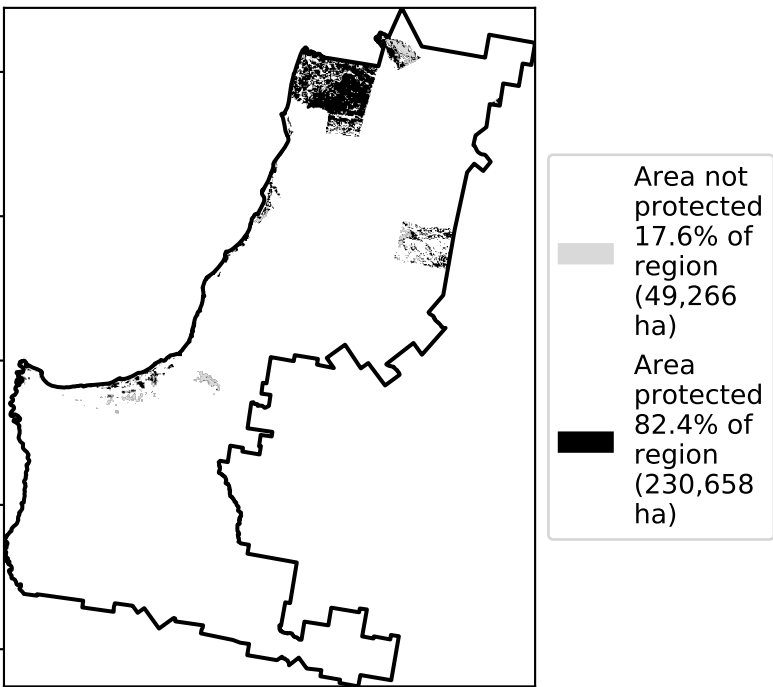 Area not
protected
17.6% of
region
(49,266
ha)
Area
protected
82.4% of
region
(230,658
ha)